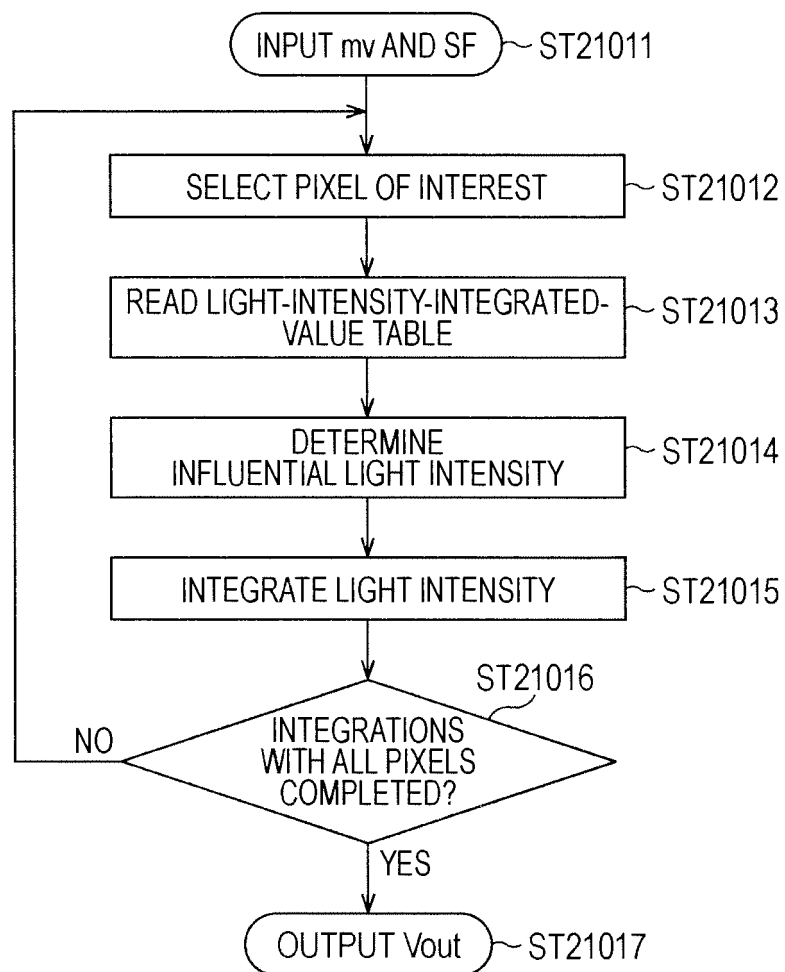 INPUT mv AND SF
ST21011
SELECT PIXEL OF INTEREST
ST21012
READ LIGHT-INTENSITY-INTEGRATED-
VALUE TABLE
ST21013
DETERMINE
INFLUENTIAL LIGHT INTENSITY
ST21014
INTEGRATE LIGHT INTENSITY
ST21015
ST21016
INTEGRATIONS
WITH ALL PIXELS
COMPLETED?
NO
YES
OUTPUT Vout
ST21017